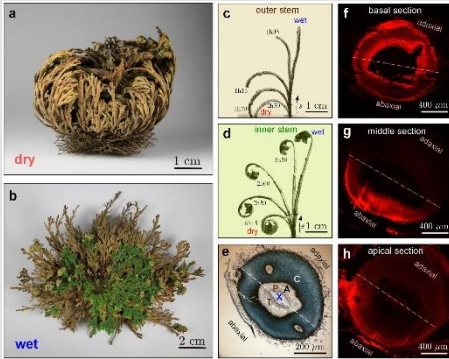 a
dry
1 cm
b
wet
2 cm
c
outer stem
wet
1h05
dry
s 1 cm
d
inner stem
wet
dry
s 1 cm
e
adaxial
C
P
A
X
T
abaxial
200 μm
f
basal section
adaxial
abaxial
400 μm
g
middle section
adaxial
abaxial
400 μm
h
apical section
adaxial
abaxial
400 μm